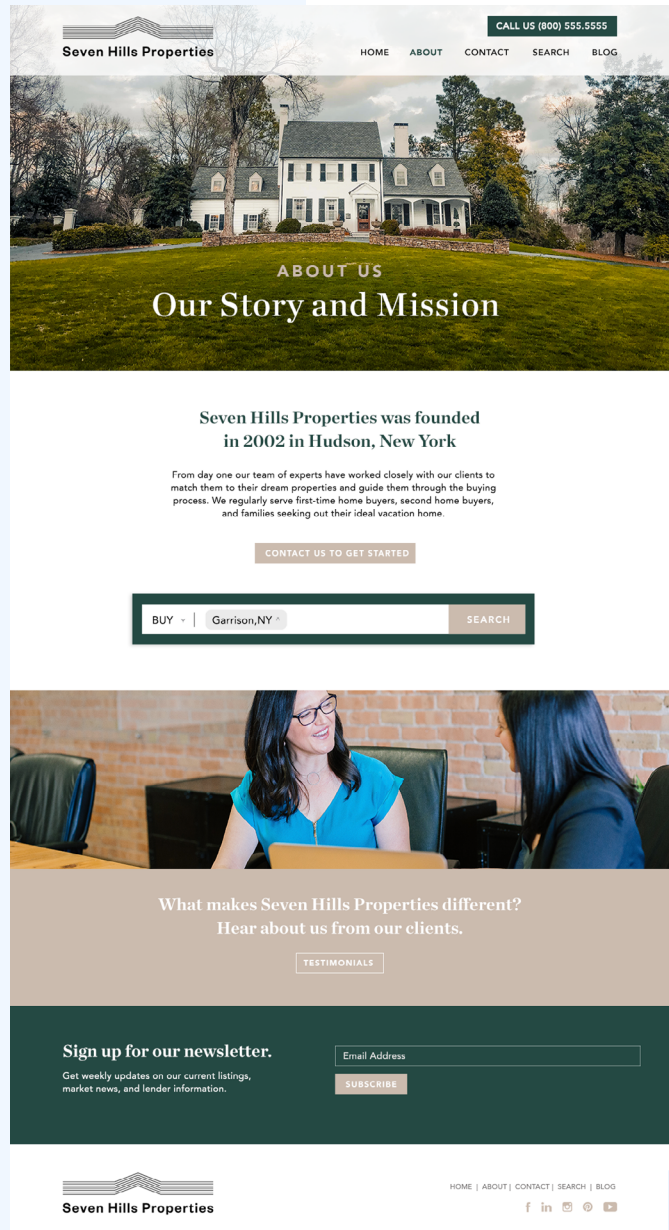 Seven Hills Properties
CALL US (800) 555.5555
HOME ABOUT CONTACT SEARCH BLOG
ABOUT US
Our Story and Mission
Seven Hills Properties was founded
in 2002 in Hudson, New York
From day one our team of experts have worked closely with our clients to
match them to their dream properties and guide them through the buying
process. We regularly serve first-time home buyers, second home buyers,
and families seeking out their ideal vacation home.
CONTACT US TO GET STARTED
BUY | Garrison,NY SEARCH
What makes Seven Hills Properties different?
Hear about us from our clients.
TESTIMONIALS
Sign up for our newsletter.
Get weekly updates on our current listings,
market news, and lender information.
Email Address
SUBSCRIBE
Seven Hills Properties
HOME | ABOUT | CONTACT | SEARCH | BLOG